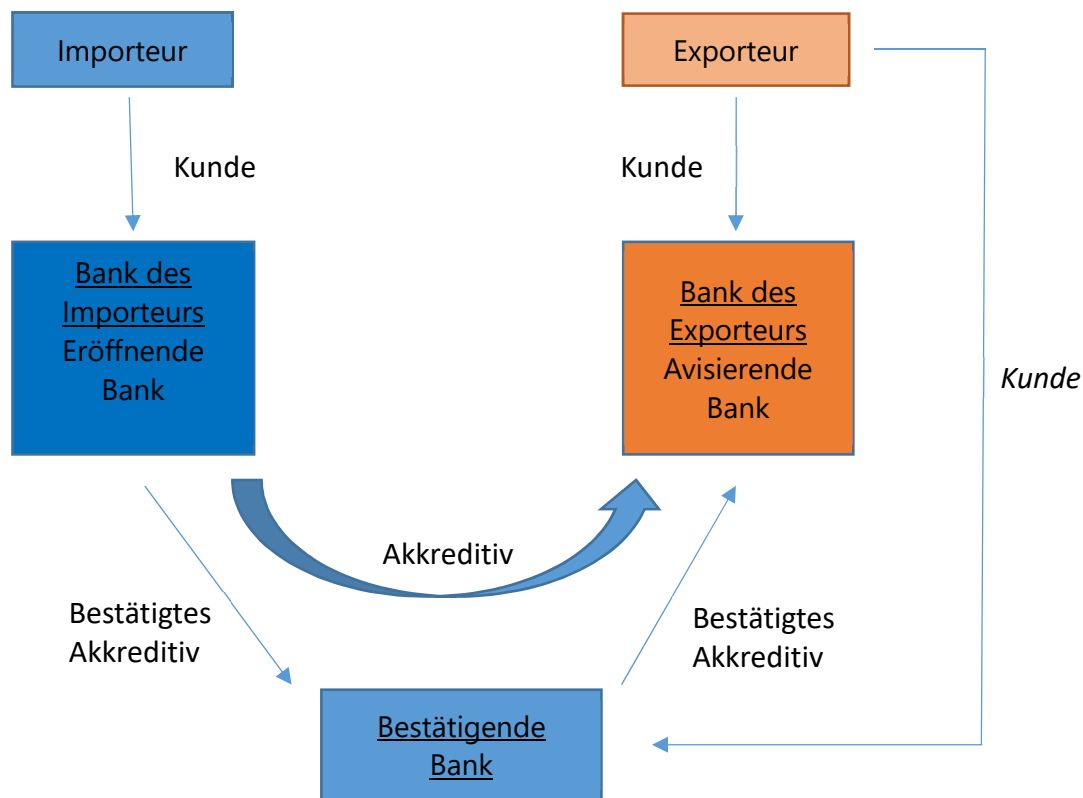 Importeur
Exporteur
Kunde
Kunde
Bank des
Importeurs
Eröffnende
Bank
Bank des
Exporteurs
Avisierende
Bank
Kunde
Akkreditiv
Bestätigtes
Akkreditiv
Bestätigtes
Akkreditiv
Bestätigende
Bank